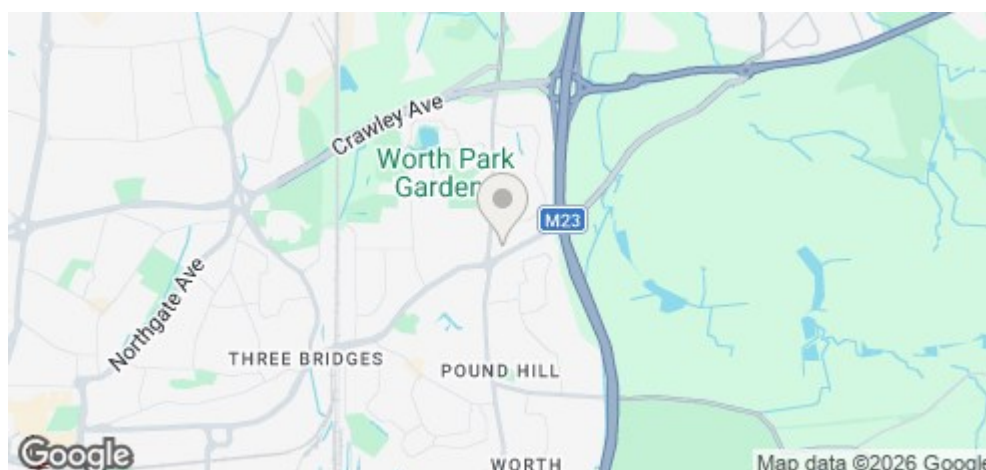 Crawley Ave
Worth Park
Garden
M23
Northgate Ave
THREE BRIDGES
POUND HILL
WORTH
Google
Map data ©2026 Google